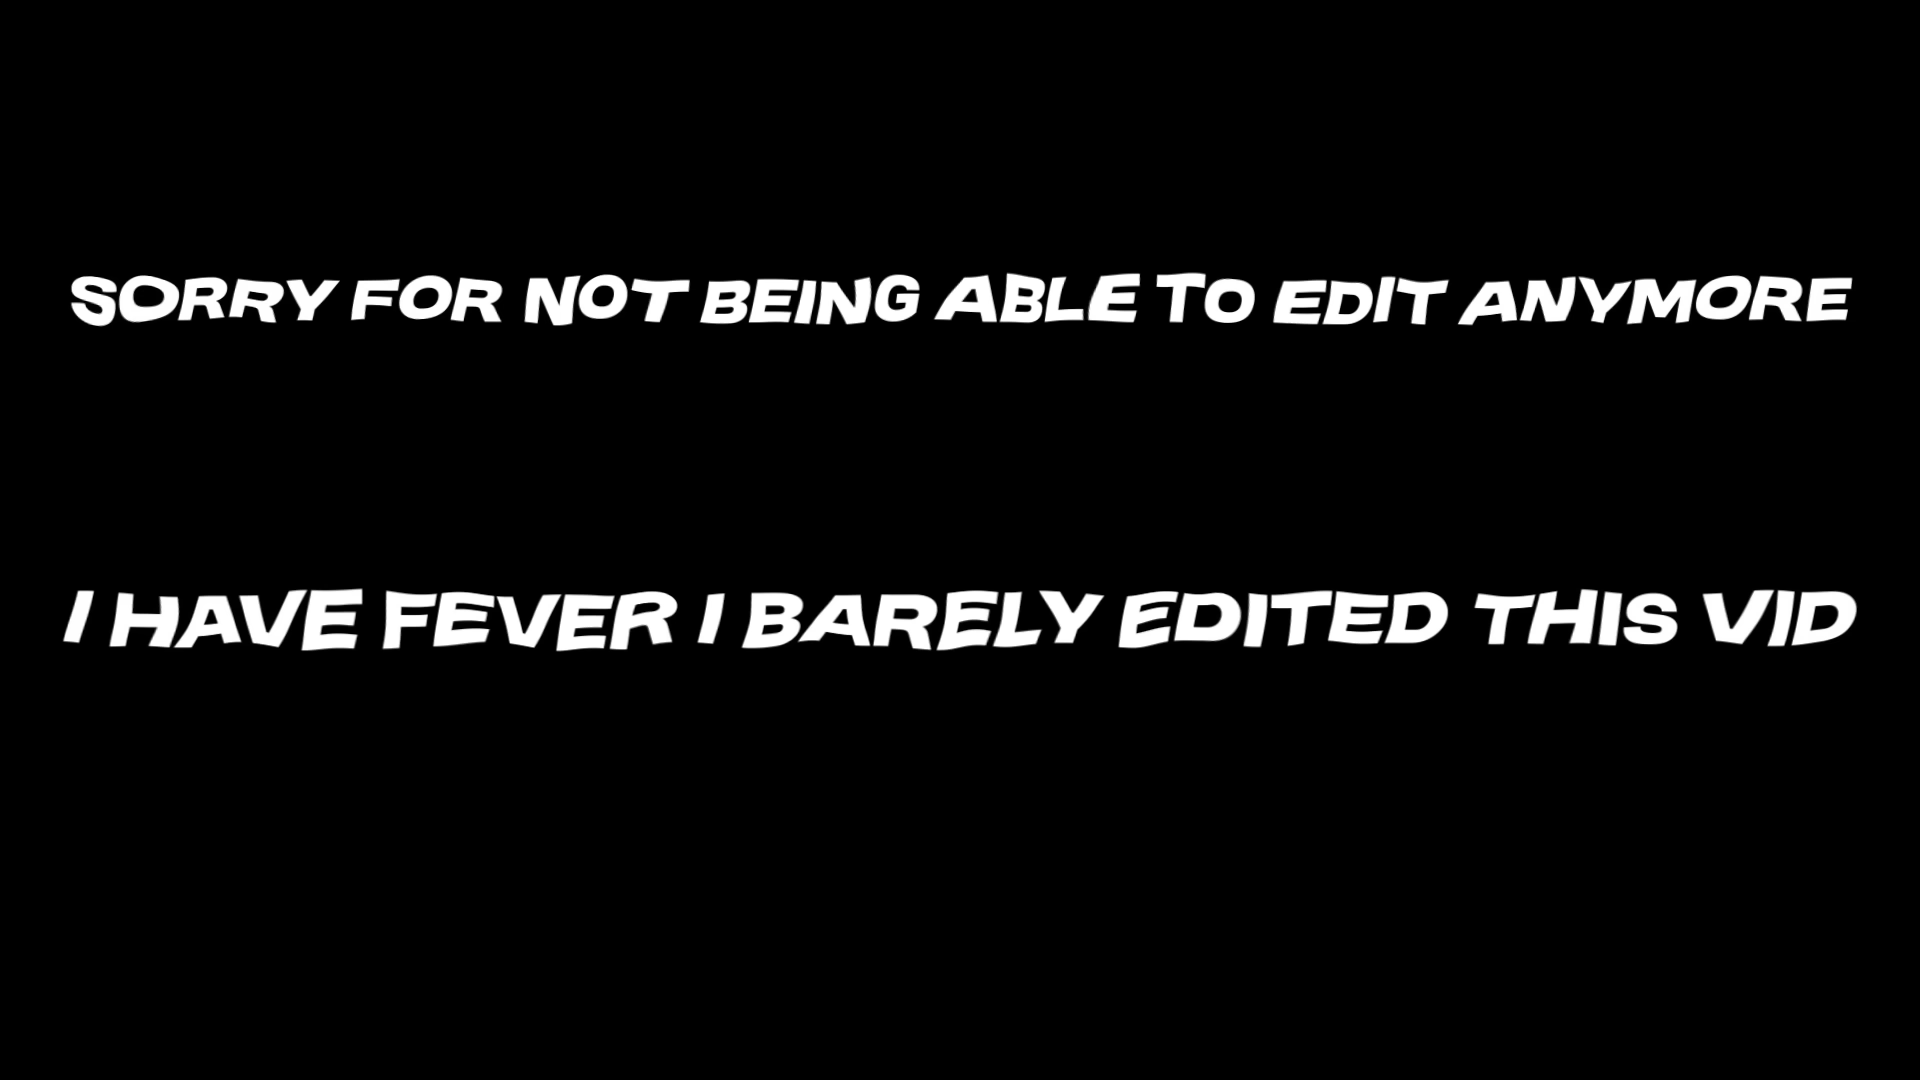 SORRY FOR NOT BEING ABLE TO EDIT ANYMORE
I HAVE FEVER I BARELY EDITED THIS VID